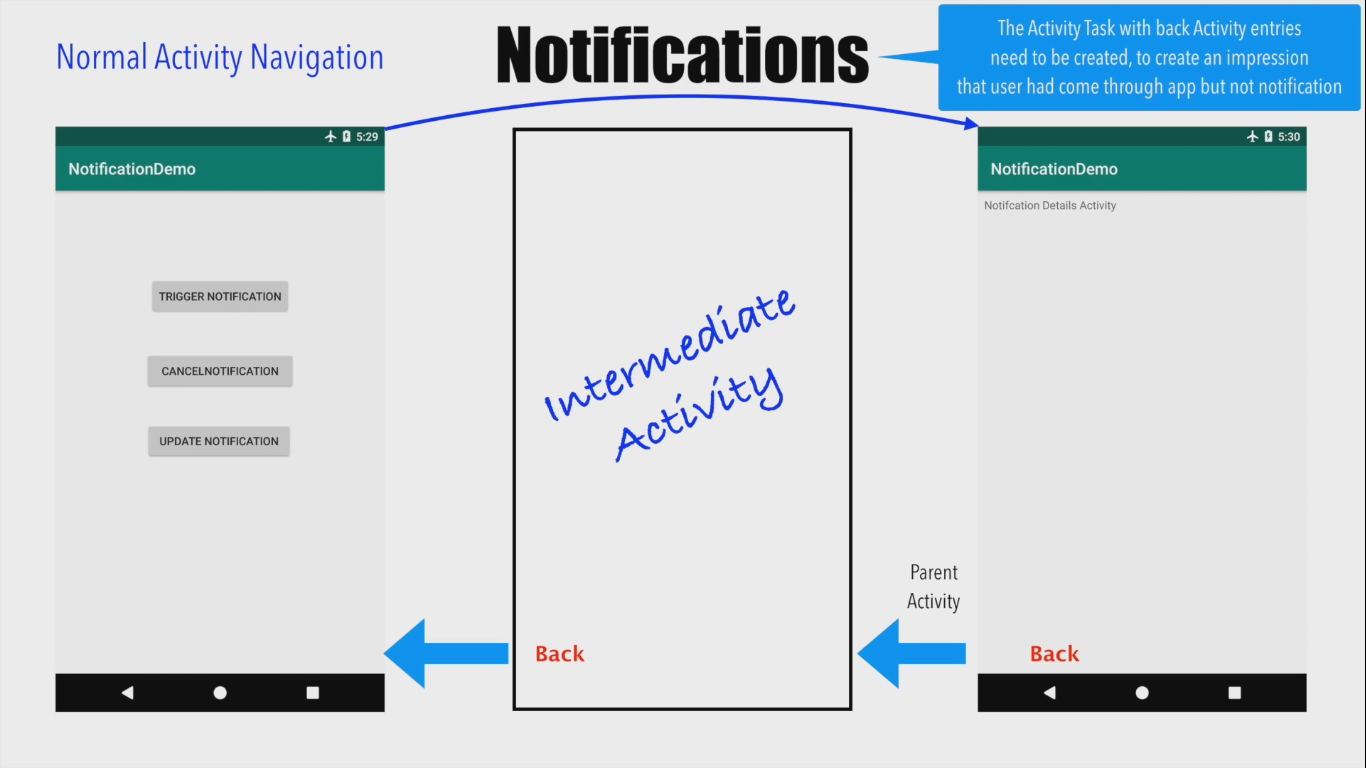 Normal Activity Navigation
Notifications
The Activity Task with back Activity entries
need to be created, to create an impression
that user had come through app but not notification
5:29
NotificationDemo
TRIGGER NOTIFICATION
CANCELNOTIFICATION
UPDATE NOTIFICATION
Intermediate
Activity
Back
Parent
Activity
5:30
NotificationDemo
Notifcation Details Activity
Back